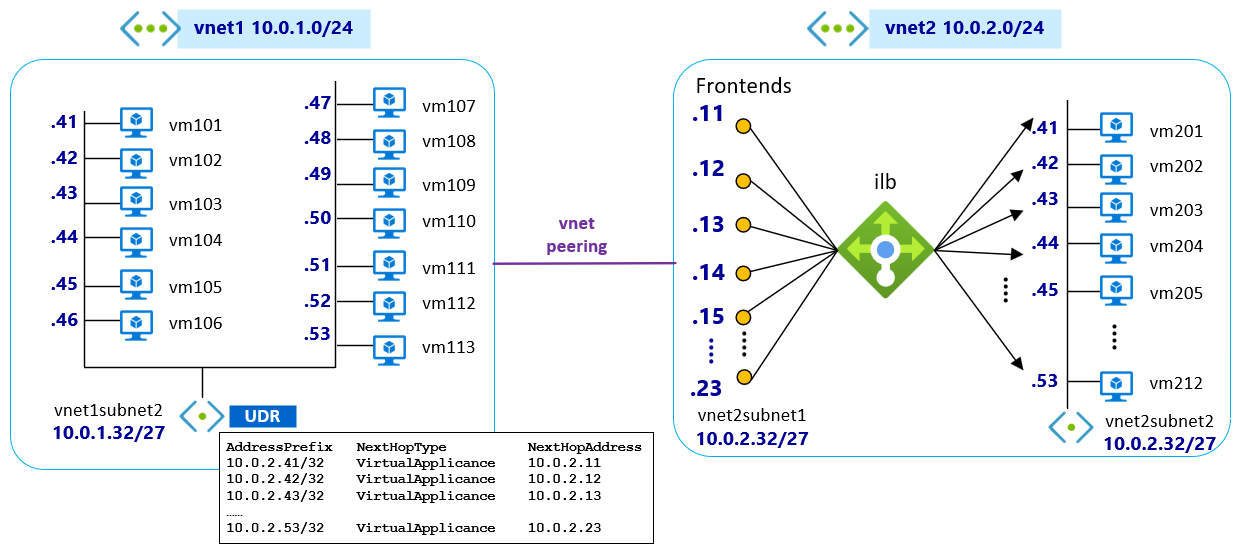 vnet1 10.0.1.0/24
.41
vm101
.42
vm102
.43
vm103
.44
vm104
.45
vm105
.46
vm106
.47
vm107
.48
vm108
.49
vm109
.50
vm110
.51
vm111
.52
vm112
.53
vm113
vnet1subnet2
10.0.1.32/27
UDR
AddressPrefix NextHopType NextHopAddress
10.0.2.41/32 VirtualApplicance 10.0.2.11
10.0.2.42/32 VirtualApplicance 10.0.2.12
10.0.2.43/32 VirtualApplicance 10.0.2.13
……
10.0.2.53/32 VirtualApplicance 10.0.2.23
vnet
peering
vnet2 10.0.2.0/24
Frontends
.11
.12
.13
.14
.15
.23
vnet2subnet1
10.0.2.32/27
ilb
.41
vm201
.42
vm202
.43
vm203
.44
vm204
.45
vm205
.53
vm212
vnet2subnet2
10.0.2.32/27